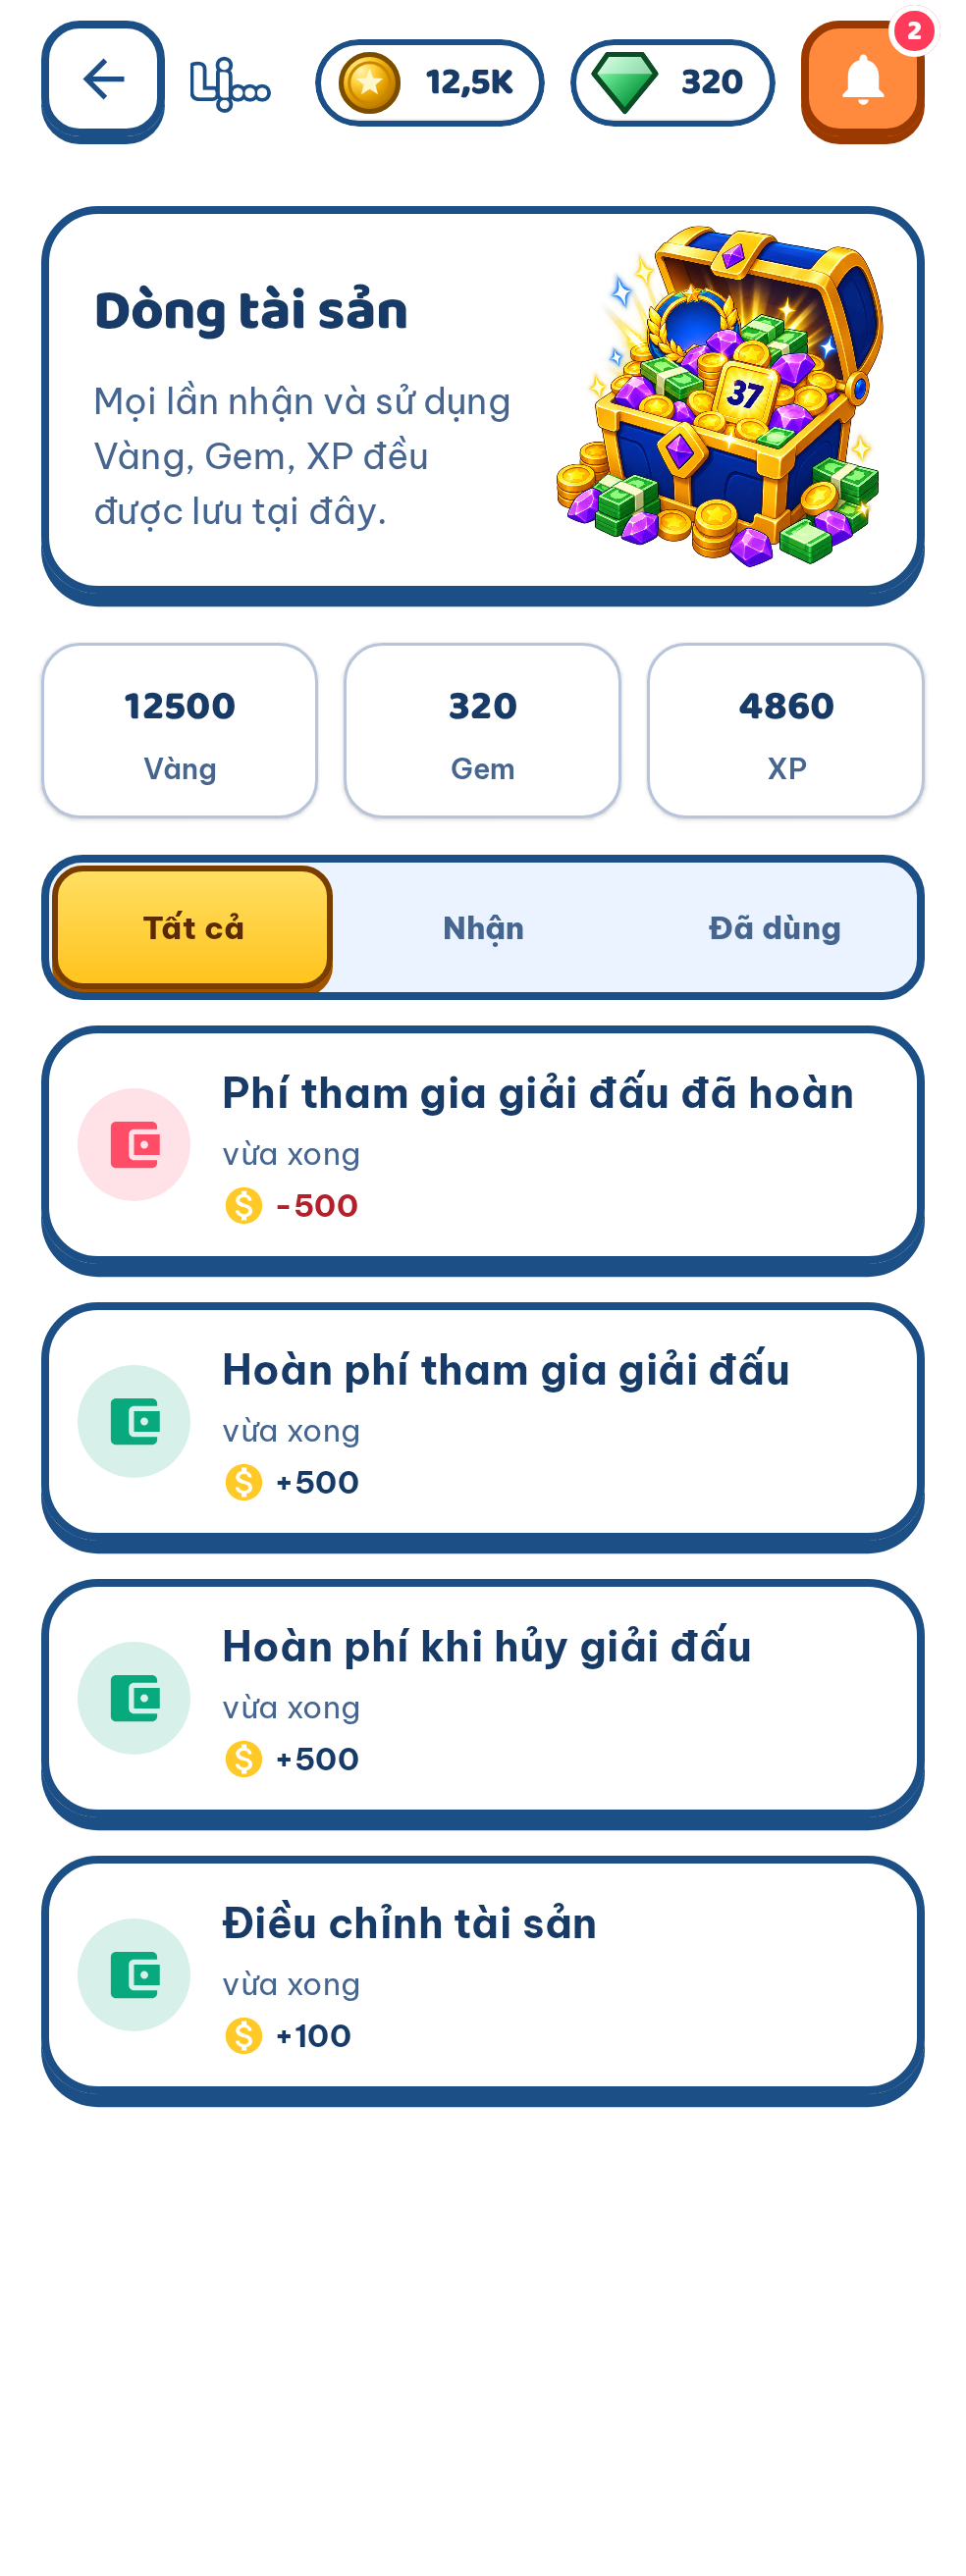 12,5K
320
2
Dòng tài sản
Mọi lần nhận và sử dụng
Vàng, Gem, XP đều
được lưu tại đây.
37
12500
Vàng
320
Gem
4860
XP
Tất cả
Nhận
Đã dùng
Phí tham gia giải đấu đã hoàn
vừa xong
-500
Hoàn phí tham gia giải đấu
vừa xong
+500
Hoàn phí khi hủy giải đấu
vừa xong
+500
Điều chỉnh tài sản
vừa xong
+100